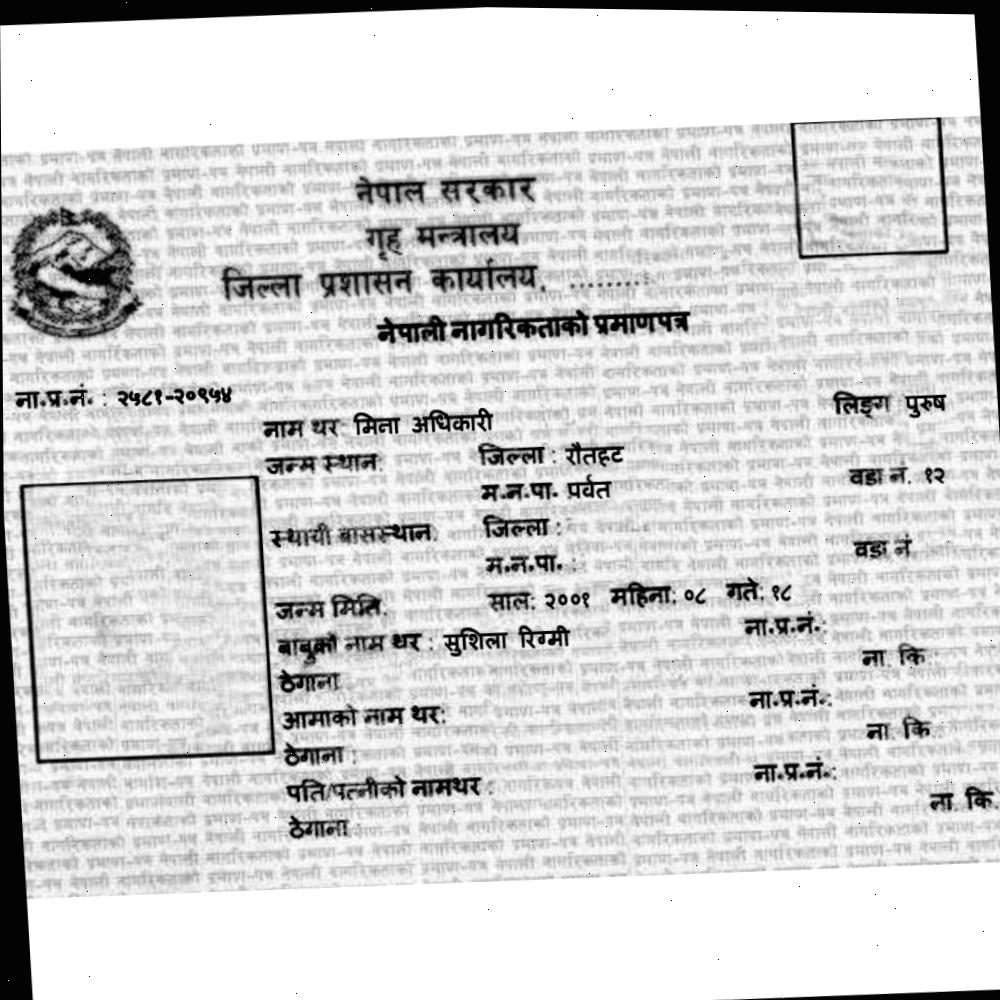 नेपाल सरकार
गृह मन्त्रालय
जिल्ला प्रशासन कार्यालय, ........
नेपाली नागरिकताको प्रमाणपत्र
ना.प्र.नं. : २५८१-२०९५४
लिङ्ग पुरुष
नाम थर मिना अधिकारी
जन्म स्थान: जिल्ला : रौतहट
म.न.पा. पर्वत वडा नं. १२
स्थायी बासस्थान: जिल्ला :
म.न.पा. : वडा नं.
जन्म मिति: साल: २००१ महिना: ०८ गते: १८
बाबुको नाम थर : सुशिला रिग्मी ना.प्र.नं.:
ठेगाना ना. कि.
आमाको नाम थर: ना.प्र.नं.:
ठेगाना : ना. कि.
पति/पत्नीको नामथर : ना.प्र.नं.:
ठेगाना : ना. कि.